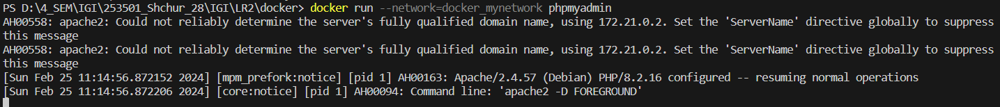 PS D:\4_SEM\IGI\253501_Shchur_28\IGI\LR2\docker> docker run --network=docker_mynetwork phpmyadmin
AH00558: apache2: Could not reliably determine the server's fully qualified domain name, using 172.21.0.2. Set the 'ServerName' directive globally to suppress
this message
AH00558: apache2: Could not reliably determine the server's fully qualified domain name, using 172.21.0.2. Set the 'ServerName' directive globally to suppress
this message
[Sun Feb 25 11:14:56.872152 2024] [mpm_prefork:notice] [pid 1] AH00163: Apache/2.4.57 (Debian) PHP/8.2.16 configured -- resuming normal operations
[Sun Feb 25 11:14:56.872206 2024] [core:notice] [pid 1] AH00094: Command line: 'apache2 -D FOREGROUND'